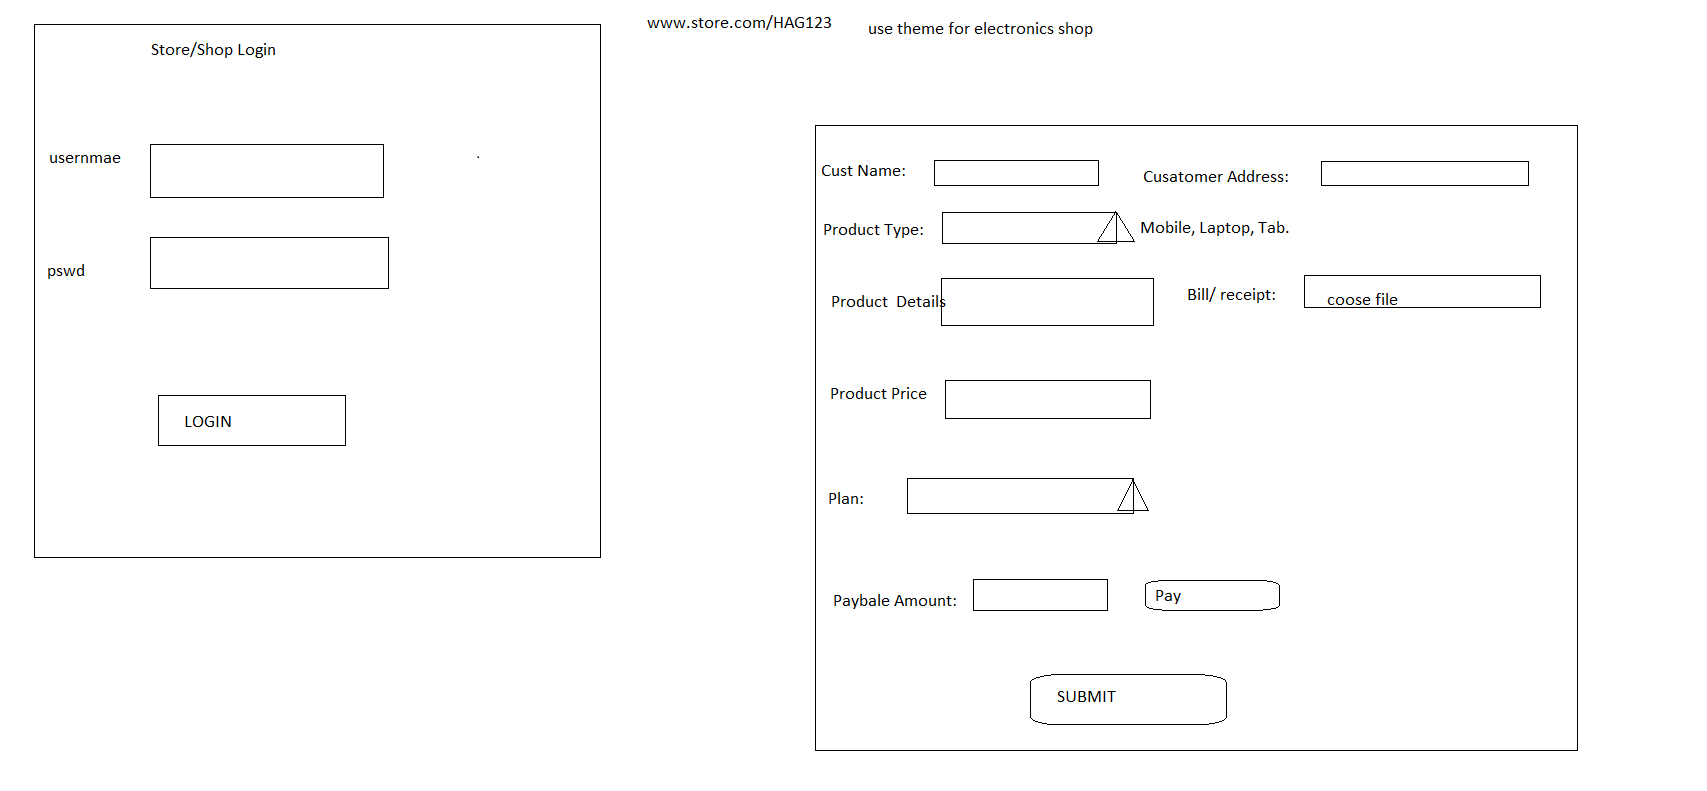 www.store.com/HAG123
use theme for electronics shop
Store/Shop Login
usernmae
pswd
LOGIN
Cust Name:
Cusatomer Address:
Product Type:
Mobile, Laptop, Tab.
Product  Details
Bill/ receipt:
coose file
Product Price
Plan:
Paybale Amount:
Pay
SUBMIT